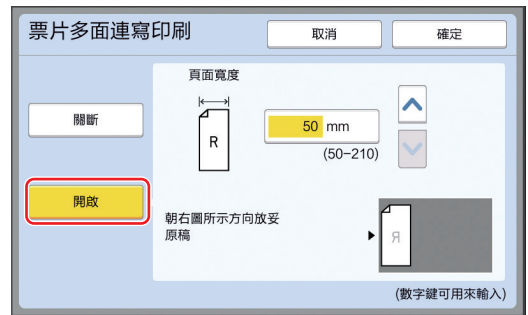 票片多面連寫印刷
取消
確定
頁面寬度
關斷
R
50 mm
(50-210)
開啟
朝右圖所示方向放妥
原稿
R
(數字鍵可用來輸入)